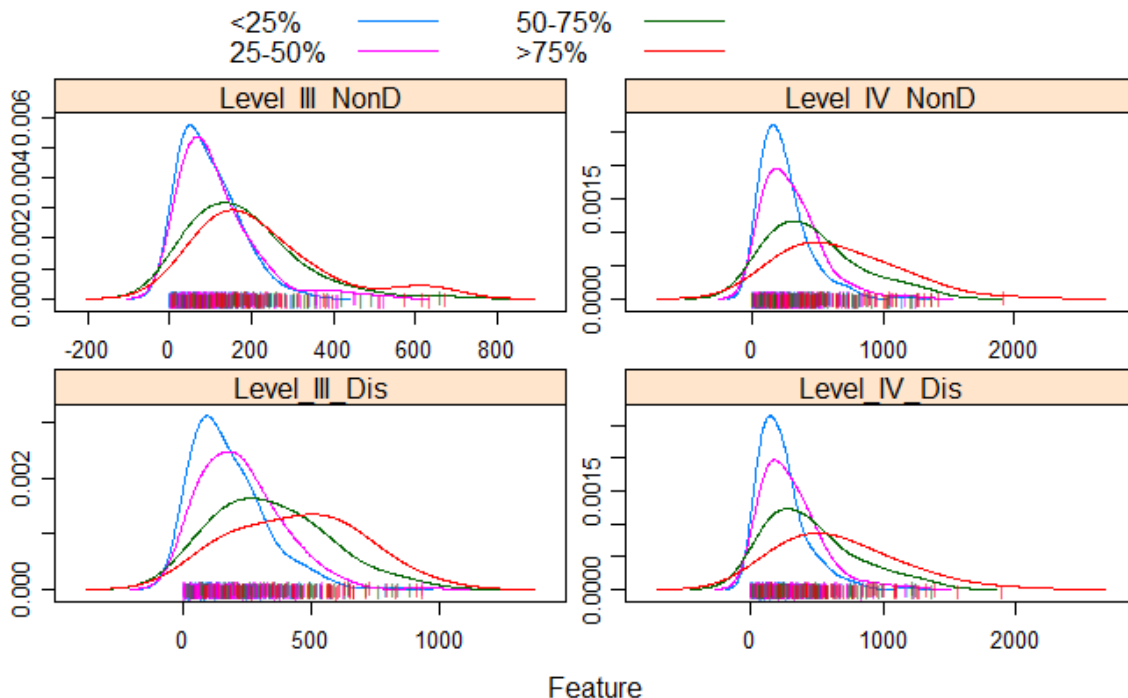 <25% 50-75%
25-50% >75%
Level_III_NonD Level_IV_NonD
0.000 0.002 0.004 0.006
0.0000 0.0015
-200 0 200 400 600 800
0 1000 2000
Level_III_Dis Level_IV_Dis
0.000 0.002
0.0000 0.0015
0 500 1000
0 1000 2000
Feature